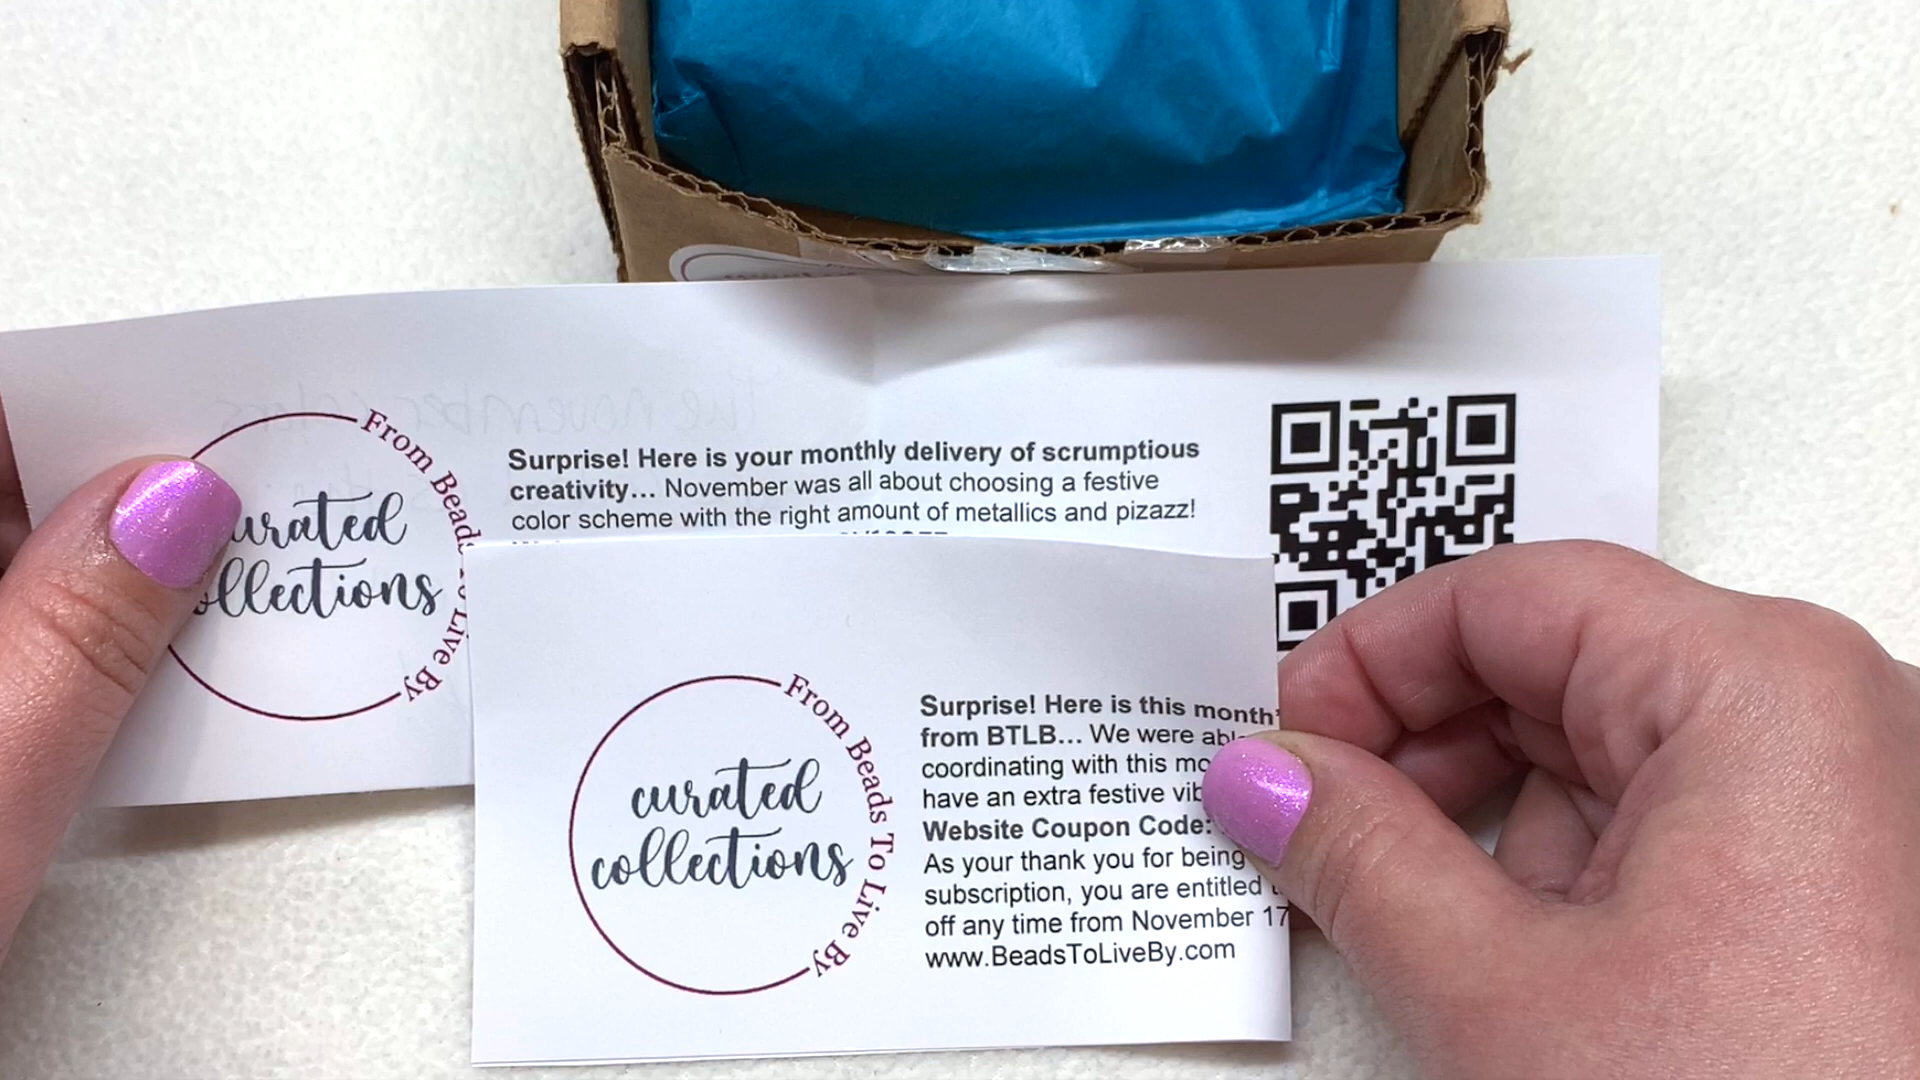 From Beads To Live By
curated
collections
Surprise! Here is your monthly delivery of scrumptious
creativity... November was all about choosing a festive
color scheme with the right amount of metallics and pizazz!
From Beads To Live By
curated
collections
Surprise! Here is this month
from BTLB... We were
coordinating with this
have an extra festive
Website Coupon Code:
As your thank you for being
subscription, you are entitled
off any time from November 17
www.BeadsToLiveBy.com